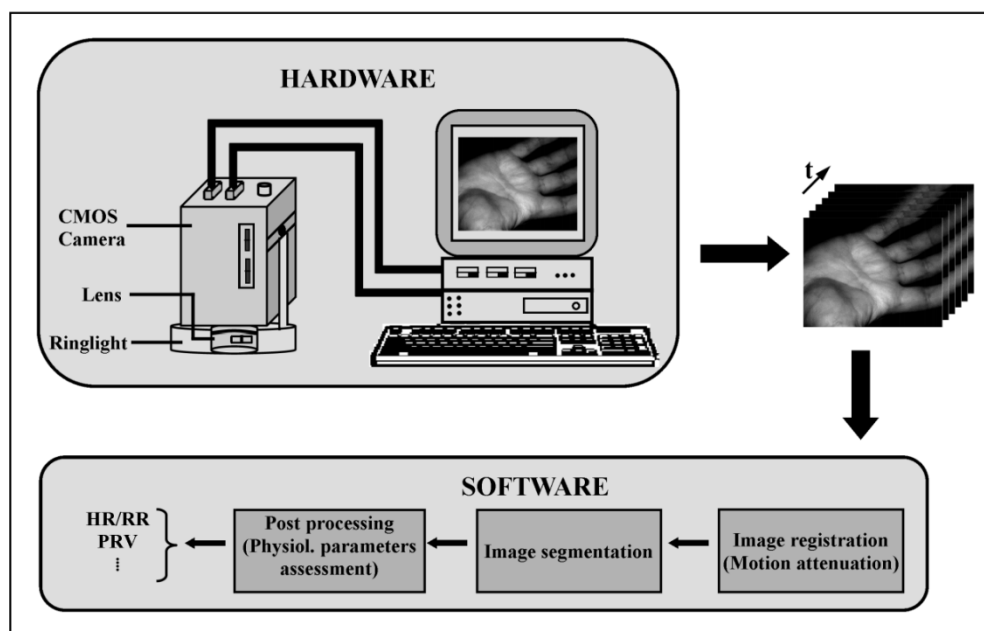 HARDWARE
CMOS
Camera
Lens
Ringlight
t
SOFTWARE
HR/RR
PRV
Post processing
(Physiol. parameters
assessment)
Image segmentation
Image registration
(Motion attenuation)